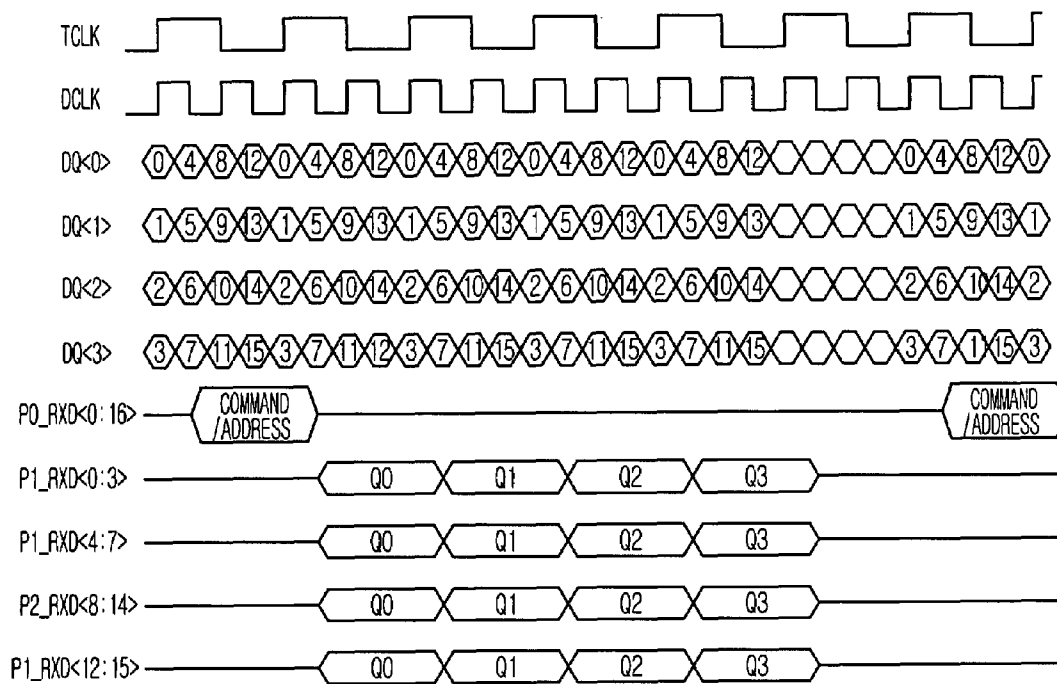 TCLK
DCLK
DQ<0> 0 4 8 12 0 4 8 12 0 4 8 12 0 4 8 12 0 4 8 12 0 4 8 12 0
DQ<1> 1 5 9 13 1 5 9 13 1 5 9 13 1 5 9 13 1 5 9 13 1 5 9 13 1
DQ<2> 2 6 10 14 2 6 10 14 2 6 10 14 2 6 10 14 2 6 10 14 2 6 10 14 2
DQ<3> 3 7 11 15 3 7 11 12 3 7 11 15 3 7 11 15 3 7 11 15 3 7 11 15 3
P0_RXD<0:16> COMMAND /ADDRESS COMMAND /ADDRESS
P1_RXD<0:3> Q0 Q1 Q2 Q3
P1_RXD<4:7> Q0 Q1 Q2 Q3
P2_RXD<8:14> Q0 Q1 Q2 Q3
P1_RXD<12:15> Q0 Q1 Q2 Q3